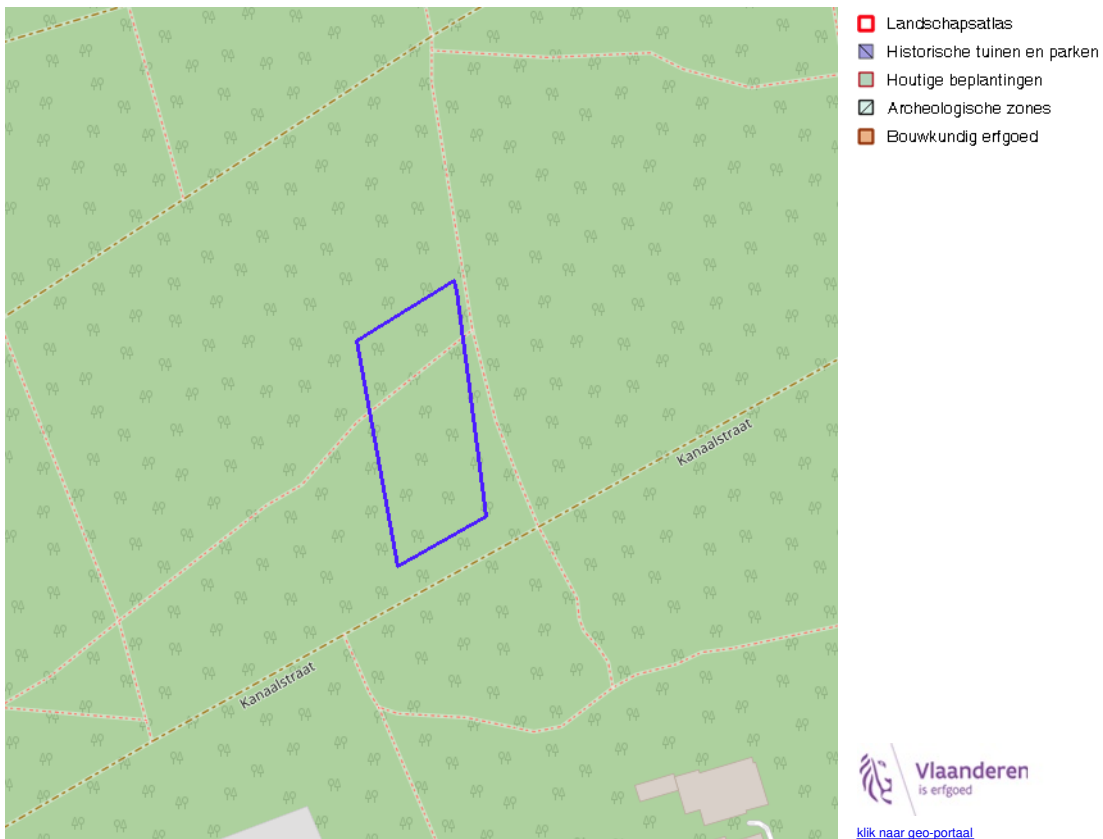 Landschapsatlas
Historische tuinen en parken
Houtige beplantingen
Archeologische zones
Bouwkundig erfgoed
Kanaalstraat
Kanaalstraat
Vlaanderen
is erfgoed
klik naar geo-portaal